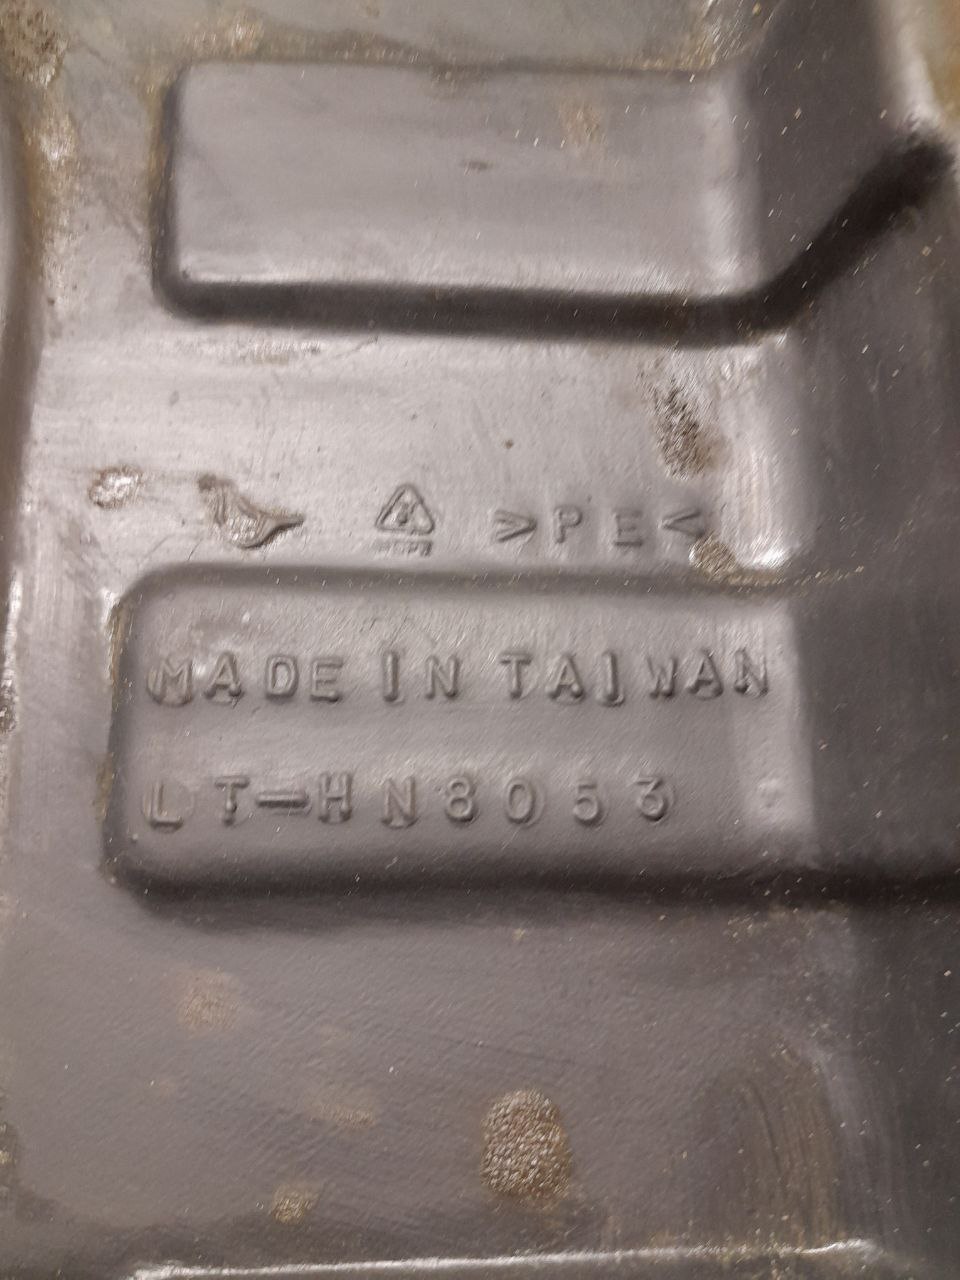 >PE<
MADE IN TAIWAN
LT-HN8053